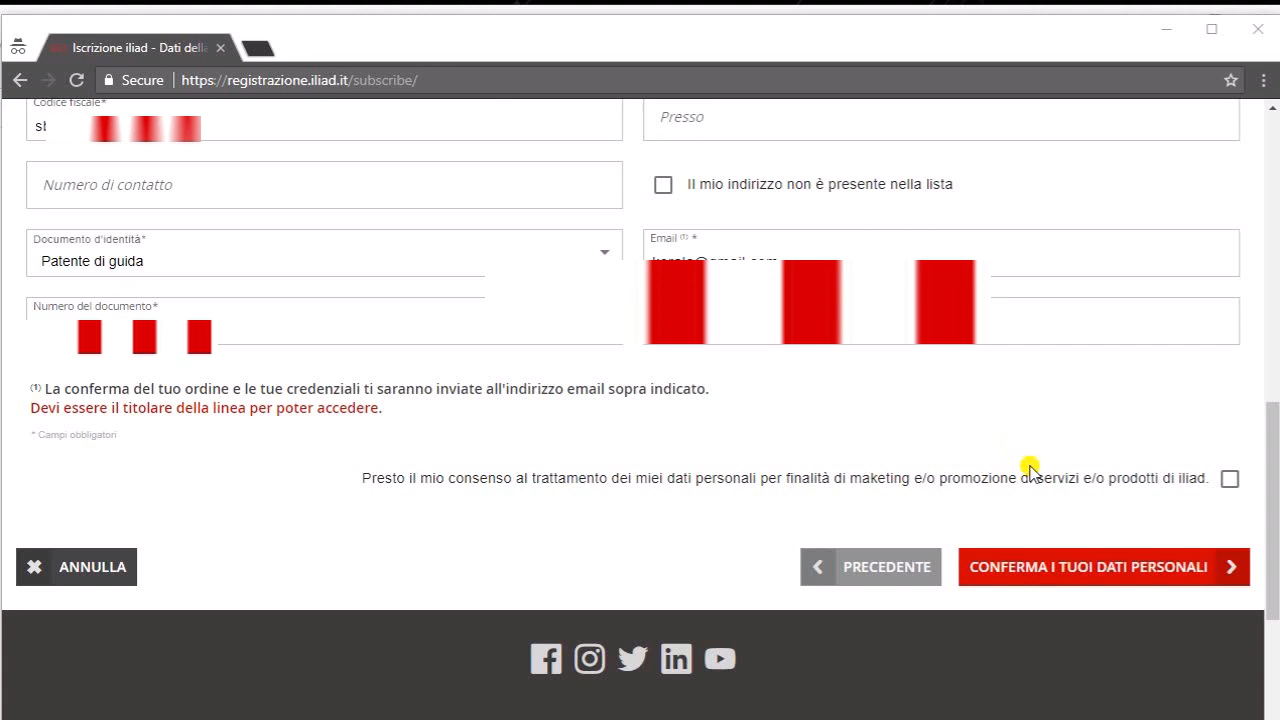 Iscrizione iliad - Dati della
Secure
https://registrazione.iliad.it/subscribe/
Codice fiscale*
Presso
Numero di contatto
Il mio indirizzo non è presente nella lista
Documento d'identità*
Patente di guida
Email (1) *
Numero del documento*
(1) La conferma del tuo ordine e le tue credenziali ti saranno inviate all'indirizzo email sopra indicato.
Devi essere il titolare della linea per poter accedere.
* Campi obbligatori
Presto il mio consenso al trattamento dei miei dati personali per finalità di maketing e/o promozione di servizi e/o prodotti di iliad.
ANNULLA
PRECEDENTE
CONFERMA I TUOI DATI PERSONALI